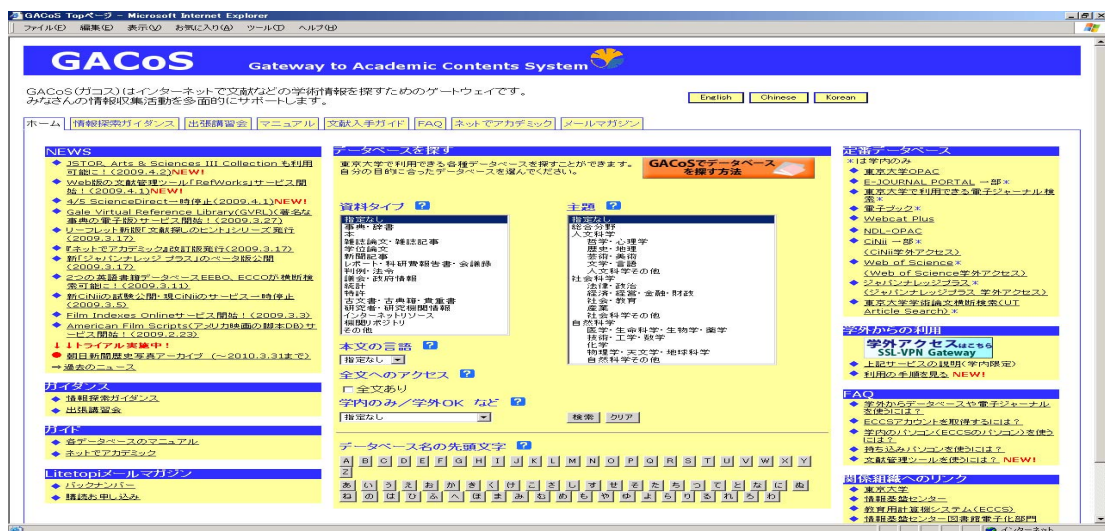 GACoS Topページ - Microsoft Internet Explorer
ファイル(F) 編集(E) 表示(V) お気に入り(A) ツール(T) ヘルプ(H)
GACoS Gateway to Academic Contents System
GACoS(ガコス)はインターネットで文献などの学術情報を探すためのゲートウェイです。
みなさんの情報収集活動を多面的にサポートします。
English Chinese Korean
ホーム 情報探索ガイダンス 出張講習会 マニュアル 文献入手ガイド FAQ ネットでアカデミック メールマガジン
NEWS
JSTOR, Arts & Sciences III Collection も利用
可能に!(2009.4.2)NEW!
Web版の文献管理ツール「RefWorks」サービス開
始!(2009.4.1)NEW!
4/5 ScienceDirect一時停止(2009.4.1)NEW!
Gale Virtual Reference Library(GVRL)(著名な
事典の電子版)サービス開始!(2009.3.27)
リーフレット新版「文献探しのヒント」シリーズ発行
(2009.3.17)
『ネットでアカデミック』改訂版発行(2009.3.17)
新「ジャパンナレッジ プラス」のベータ版公開
(2009.3.17)
2つの英語書籍データベースEEBO, ECCOが横断検
索可能に!(2009.3.11)
新CiNiiの試験公開・現CiNiiのサービス一時停止
(2009.3.5)
Film Indexes Onlineサービス開始!(2009.3.3)
American Film Scripts(アメリカ映画の脚本DB)サ
ービス開始!(2009.2.23)
↓↓トライアル実施中!
朝日新聞歴史写真アーカイブ (~2010.3.31まで)
→過去のニュース
ガイダンス
情報探索ガイダンス
出張講習会
ガイド
各データベースのマニュアル
ネットでアカデミック
Litetopiメールマガジン
バックナンバー
購読お申し込み
データベースを探す
東京大学で利用できる各種データベースを探すことができます。
自分の目的に合ったデータベースを選んでください。
GACoSでデータベース
を探す方法
資料タイプ ?
指定なし
事典・辞書
本
雑誌論文・雑誌記事
学位論文
新聞記事
レポート・科研費報告書・会議録
判例・法令
議会・政府情報
統計
特許
古文書・古典籍・貴重書
研究者・研究機関情報
インターネットリソース
機関リポジトリ
その他
主題 ?
指定なし
総合分野
人文科学
哲学・心理学
歴史・地理
芸術・美術
文学・言語
人文科学その他
社会科学
法律・政治
経済・経営・金融・財政
社会・教育
産業
社会科学その他
自然科学
医学・生命科学・生物学・薬学
技術・工学・数学
化学
物理学・天文学・地球科学
自然科学その他
本文の言語 ?
指定なし
全文へのアクセス ?
全文あり
学内のみ/学外OK など ?
指定なし 検索 クリア
データベース名の先頭文字 ?
A B C D E F G H I J K L M N O P Q R S T U V W X Y
Z
あ い う え お か き く け こ さ し す せ そ た ち つ て と な に ぬ
ね の は ひ ふ へ ほ ま み む め も や ゆ よ ら り る れ ろ わ
定番データベース
*は学内のみ
東京大学OPAC
E-JOURNAL PORTAL 一部*
東京大学で利用できる電子ジャーナル検
索*
電子ブック*
Webcat Plus
NDL-OPAC
CiNii 一部*
(CiNii学外アクセス)
Web of Science*
(Web of Science学外アクセス)
ジャパンナレッジプラス*
(ジャパンナレッジプラス 学外アクセス)
東京大学学術論文横断検索(UT
Article Search)*
学外からの利用
学外アクセスはこちら
SSL-VPN Gateway
上記サービスの説明(学内限定)
利用の手順を見る NEW!
FAQ
学外からデータベースや電子ジャーナル
を使うには?
ECCSアカウントを取得するには?
学内のパソコン(ECCSのパソコン)を使う
には?
持ち込みパソコンを使うには?
文献管理ツールを使うには? NEW!
関係組織へのリンク
東京大学
情報基盤センター
教育用計算機システム(ECCS)
情報基盤センター図書館電子化部門
インターネット